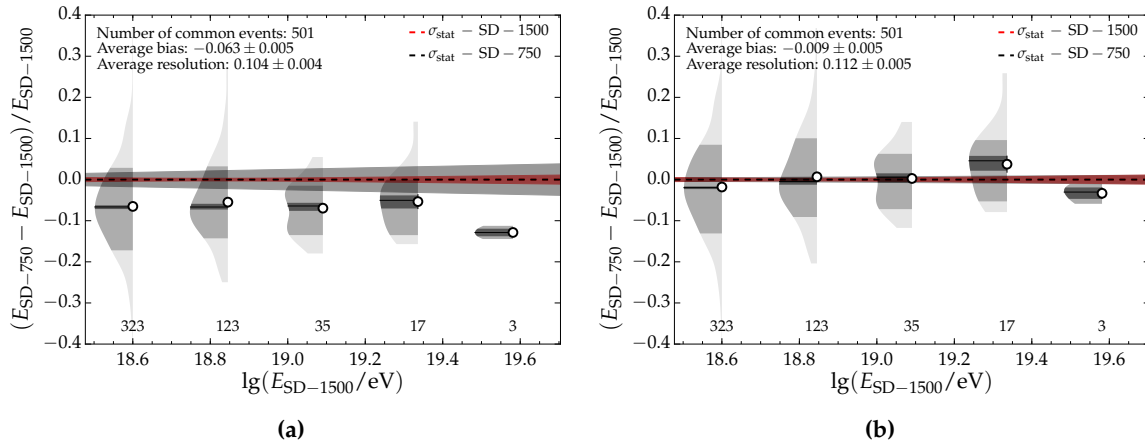 Number of common events: 501
Average bias: −0.063 ± 0.005
Average resolution: 0.104 ± 0.004
σstat − SD − 1500
σstat − SD − 750
(ESD−750 − ESD−1500)/ESD−1500
0.4
0.3
0.2
0.1
0.0
−0.1
−0.2
−0.3
−0.4
323 123 35 17 3
18.6 18.8 19.0 19.2 19.4 19.6
lg(ESD−1500/eV)
(a)
Number of common events: 501
Average bias: −0.009 ± 0.005
Average resolution: 0.112 ± 0.005
σstat − SD − 1500
σstat − SD − 750
(ESD−750 − ESD−1500)/ESD−1500
0.4
0.3
0.2
0.1
0.0
−0.1
−0.2
−0.3
−0.4
323 123 35 17 3
18.6 18.8 19.0 19.2 19.4 19.6
lg(ESD−1500/eV)
(b)